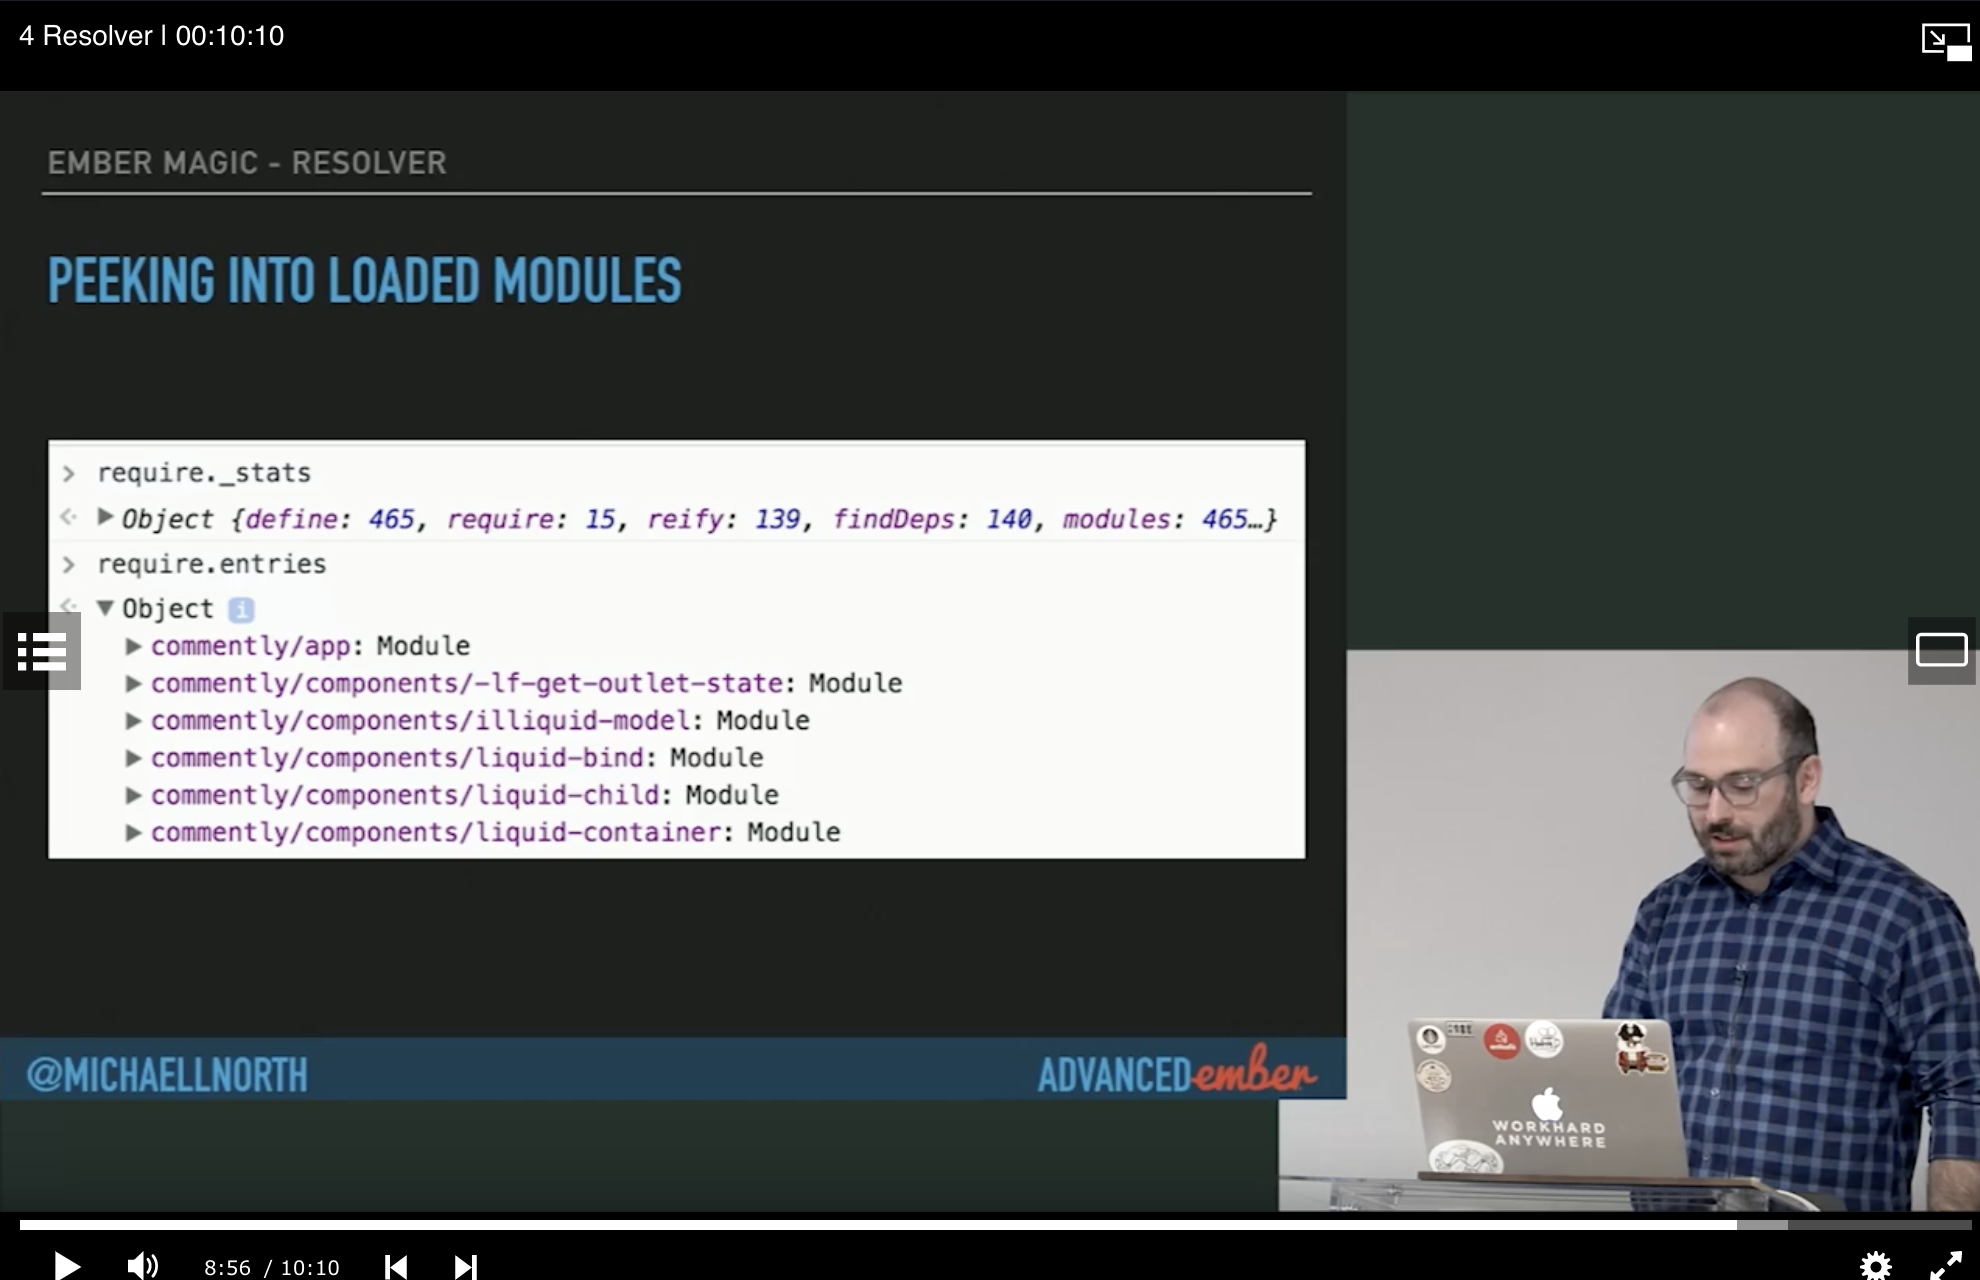 4 Resolver | 00:10:10
EMBER MAGIC - RESOLVER
PEEKING INTO LOADED MODULES
require._stats
Object {define: 465, require: 15, reify: 139, findDeps: 140, modules: 465…}
require.entries
Object i
commently/app: Module
commently/components/-lf-get-outlet-state: Module
commently/components/illiquid-model: Module
commently/components/liquid-bind: Module
commently/components/liquid-child: Module
commently/components/liquid-container: Module
@MICHAELLNORTH
ADVANCEDember
WORKHARD
ANYWHERE
8:56 / 10:10